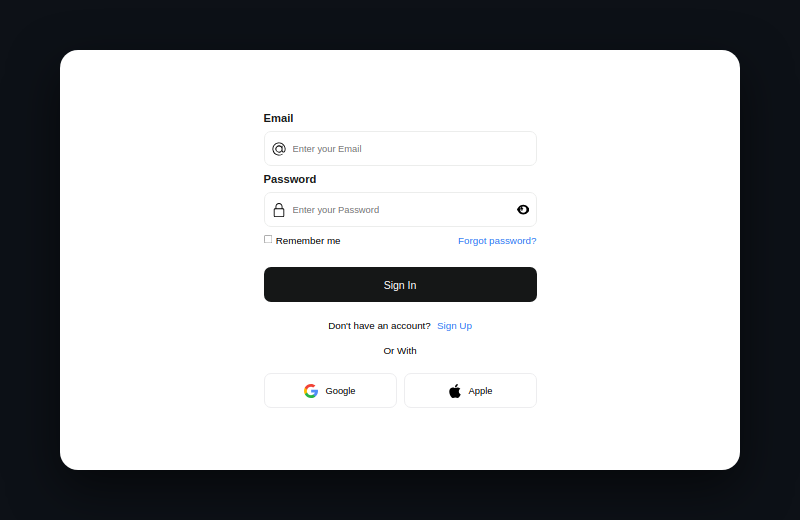 Email
Enter your Email
Password
Enter your Password
Remember me Forgot password?
Sign In
Don't have an account? Sign Up
Or With
Google Apple